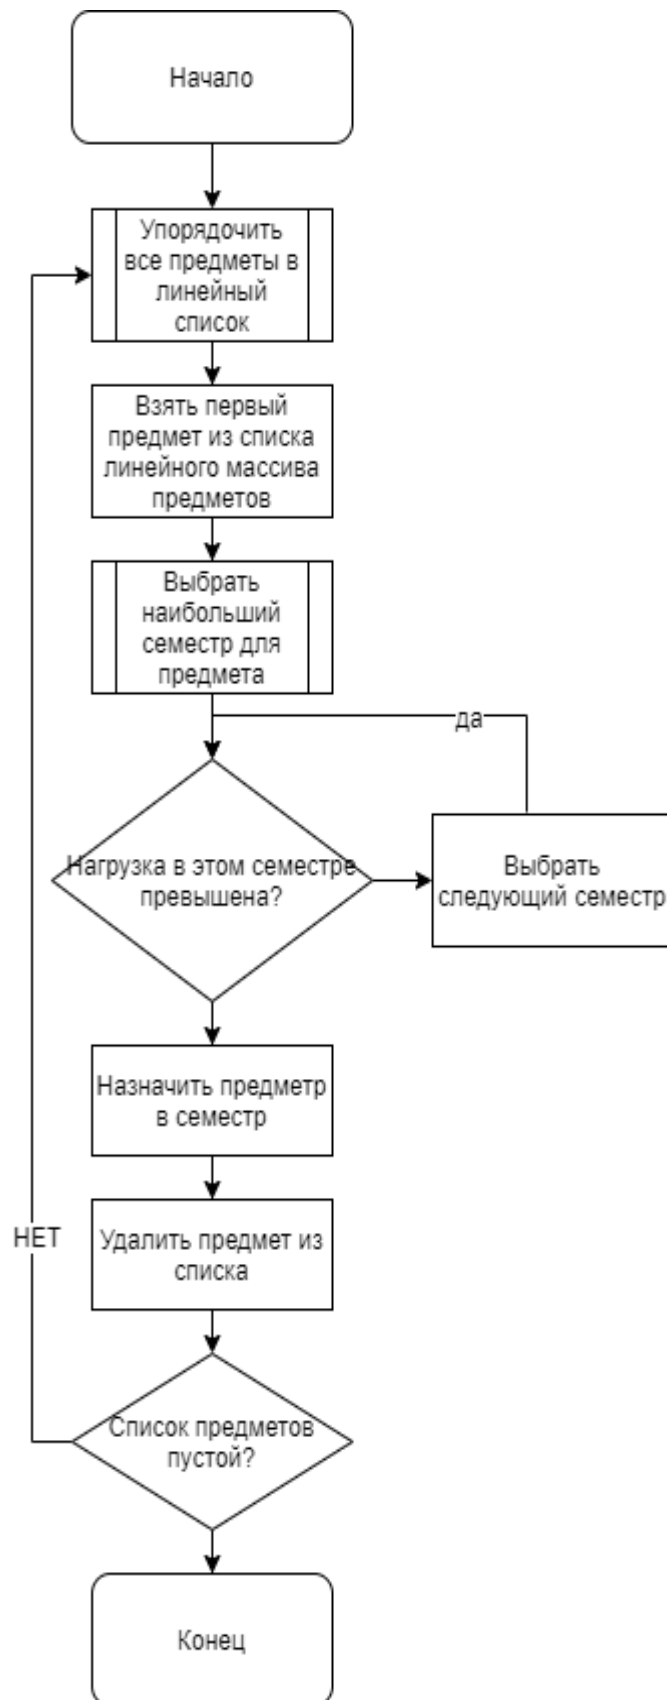 Начало
Упорядочить
все предметы в
линейный
список
Взять первый
предмет из списка
линейного массива
предметов
Выбрать
наибольший
семестр для
предмета
да
Нагрузка в этом семестре
превышена?
Выбрать
следующий семестр
Назначить предметр
в семестр
НЕТ
Удалить предмет из
списка
Список предметов
пустой?
Конец